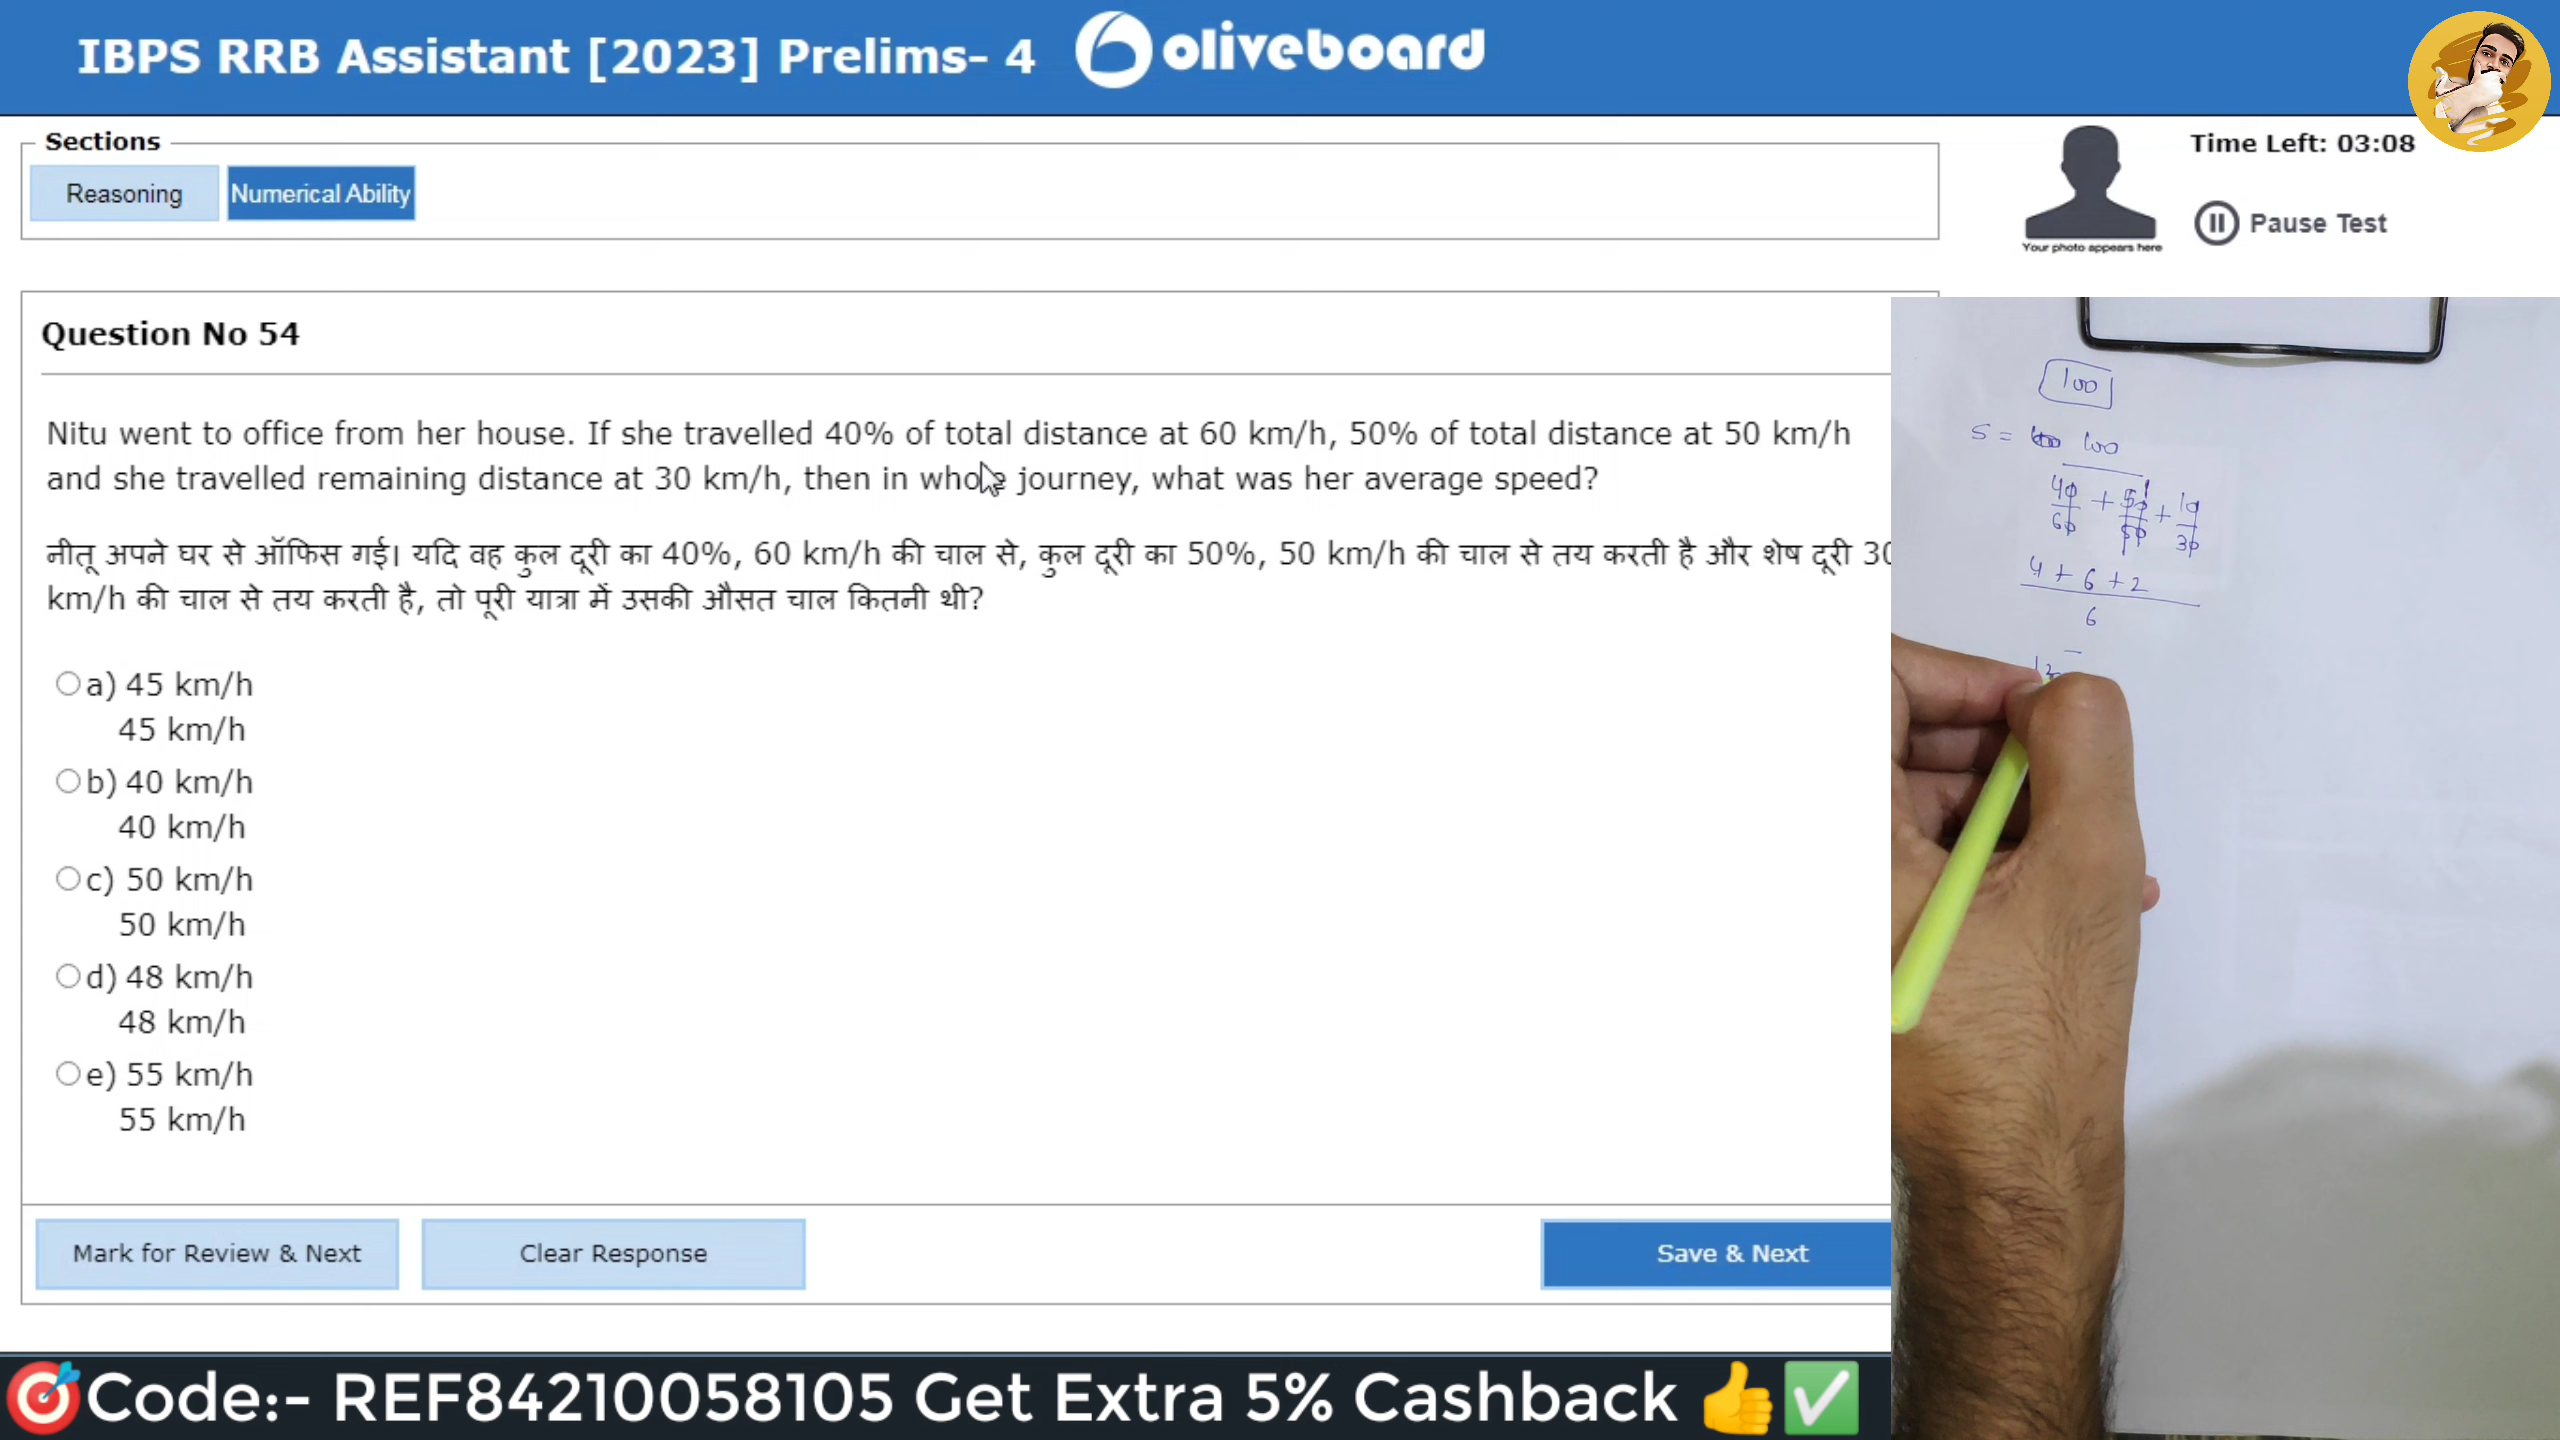 IBPS RRB Assistant [2023] Prelims- 4 oliveboard
Sections
Reasoning Numerical Ability
Time Left: 03:08
Pause Test
Your photo appears here
Question No 54
Nitu went to office from her house. If she travelled 40% of total distance at 60 km/h, 50% of total distance at 50 km/h
and she travelled remaining distance at 30 km/h, then in whole journey, what was her average speed?
नीतू अपने घर से ऑफिस गई। यदि वह कुल दूरी का 40%, 60 km/h की चाल से, कुल दूरी का 50%, 50 km/h की चाल से तय करती है और शेष दूरी 30
km/h की चाल से तय करती है, तो पूरी यात्रा में उसकी औसत चाल कितनी थी?
a) 45 km/h
45 km/h
b) 40 km/h
40 km/h
c) 50 km/h
50 km/h
d) 48 km/h
48 km/h
e) 55 km/h
55 km/h
Mark for Review & Next Clear Response Save & Next
Code:- REF84210058105 Get Extra 5% Cashback
100
S = 100
40 + 50 + 10
60 50 30
4 + 6 + 2
6
12